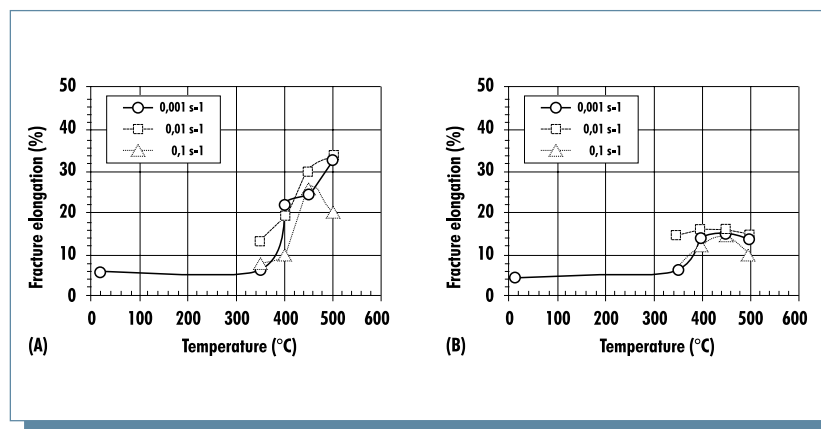 Fracture elongation (%)
50
40
30
20
10
0
0,001 s=1
0,01 s=1
0,1 s=1
0 100 200 300 400 500 600
(A) Temperature (°C)
Fracture elongation (%)
50
40
30
20
10
0
0,001 s=1
0,01 s=1
0,1 s=1
0 100 200 300 400 500 600
(B) Temperature (°C)